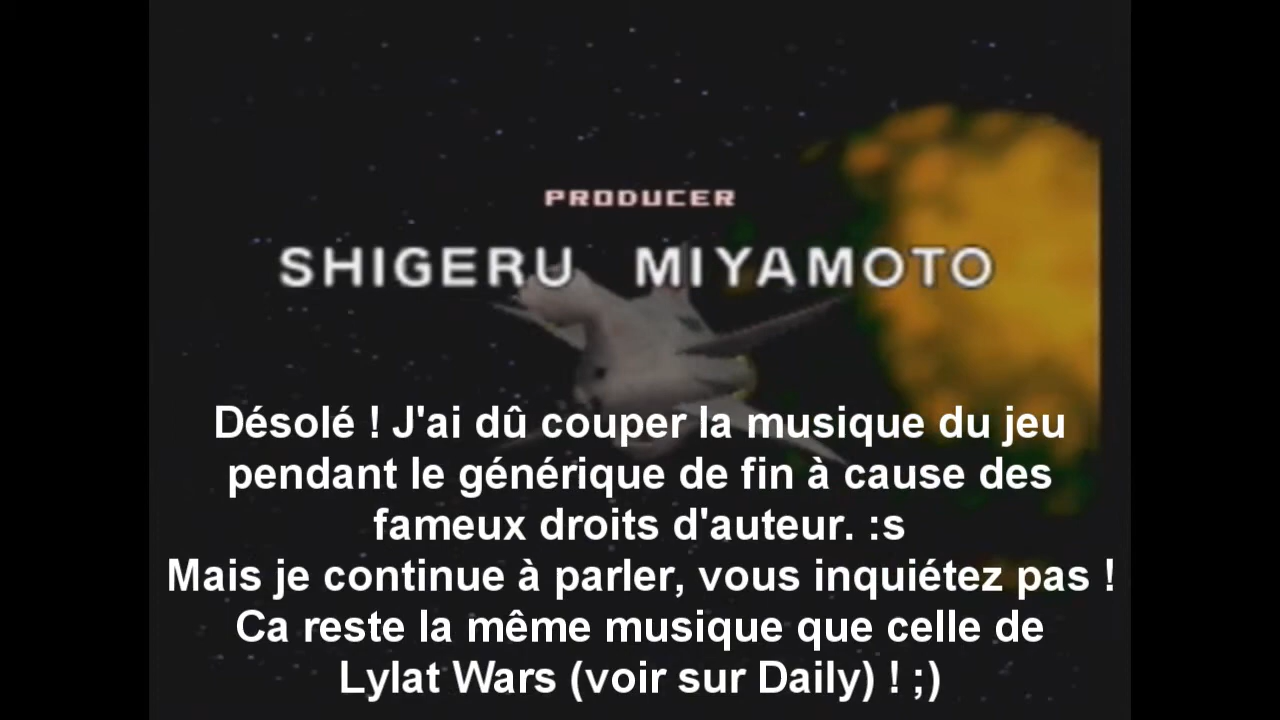 PRODUCER
SHIGERU MIYAMOTO
Désolé ! J'ai dû couper la musique du jeu
pendant le générique de fin à cause des
fameux droits d'auteur. :s
Mais je continue à parler, vous inquiétez pas !
Ca reste la même musique que celle de
Lylat Wars (voir sur Daily) ! ;)